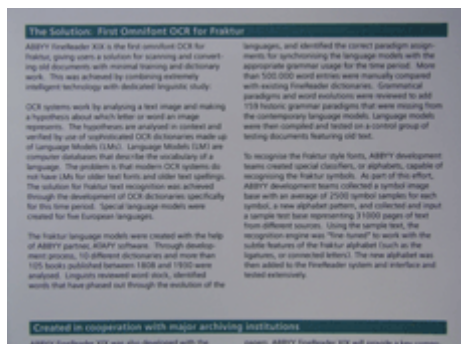 The Solution: First Omnifont OCR for Fraktur
ABBYY FineReader XIX is the first omnifont OCR for
Fraktur, giving users a solution for scanning and convert-
ing old documents with minimal training and dictionary
work. This was achieved by combining extremely
intelligent technology with dedicated linguistic study:
OCR systems work by analysing a text image and making
a hypothesis about which letter or word an image
represents. The hypotheses are analysed in context and
verified by use of sophisticated OCR dictionaries made up
of Language Models (LMs). Language Models (LM) are
computer databases that describe the vocabulary of a
language. The problem is that modern OCR systems do
not have LMs for older text fonts and older text spellings.
The solution for Fraktur text recognition was achieved
through the development of OCR dictionaries specifically
for this time period. Special language models were
created for five European languages.
The Fraktur language models were created with the help
of ABBYY partner, ATAPY software. Through develop-
ment process, 10 different dictionaries and more than
105 books published between 1808 and 1930 were
analysed. Linguists reviewed word stock, identified
words that have phased out through the evolution of the
languages, and identified the correct paradigm assign-
ments for synchronising the language models with the
appropriate grammar usage for the time period. More
than 500.000 word entries were manually compared
with existing FineReader dictionaries. Grammatical
paradigms and word evolutions were reviewed to add
159 historic grammar paradigms that were missing from
the contemporary language models. Language models
were then compiled and tested on a control group of
testing documents featuring old text.
To recognise the Fraktur style fonts, ABBYY development
teams created special classifiers, or alphabets, capable of
recognising the fraktur symbols. As part of this effort,
ABBYY development teams collected a symbol image
base with an average of 2500 symbol samples for each
symbol, a new alphabet pattern, and collected and input
a sample text base representing 31000 pages of text
from different sources. Using the sample text, the
recognition engine was "fine tuned" to work with the
subtle features of the fraktur alphabet (such as the
ligatures, or connected letters). The new alphabet was
then added to the FineReader system and interface and
tested extensively.
Created in cooperation with major archiving institutions